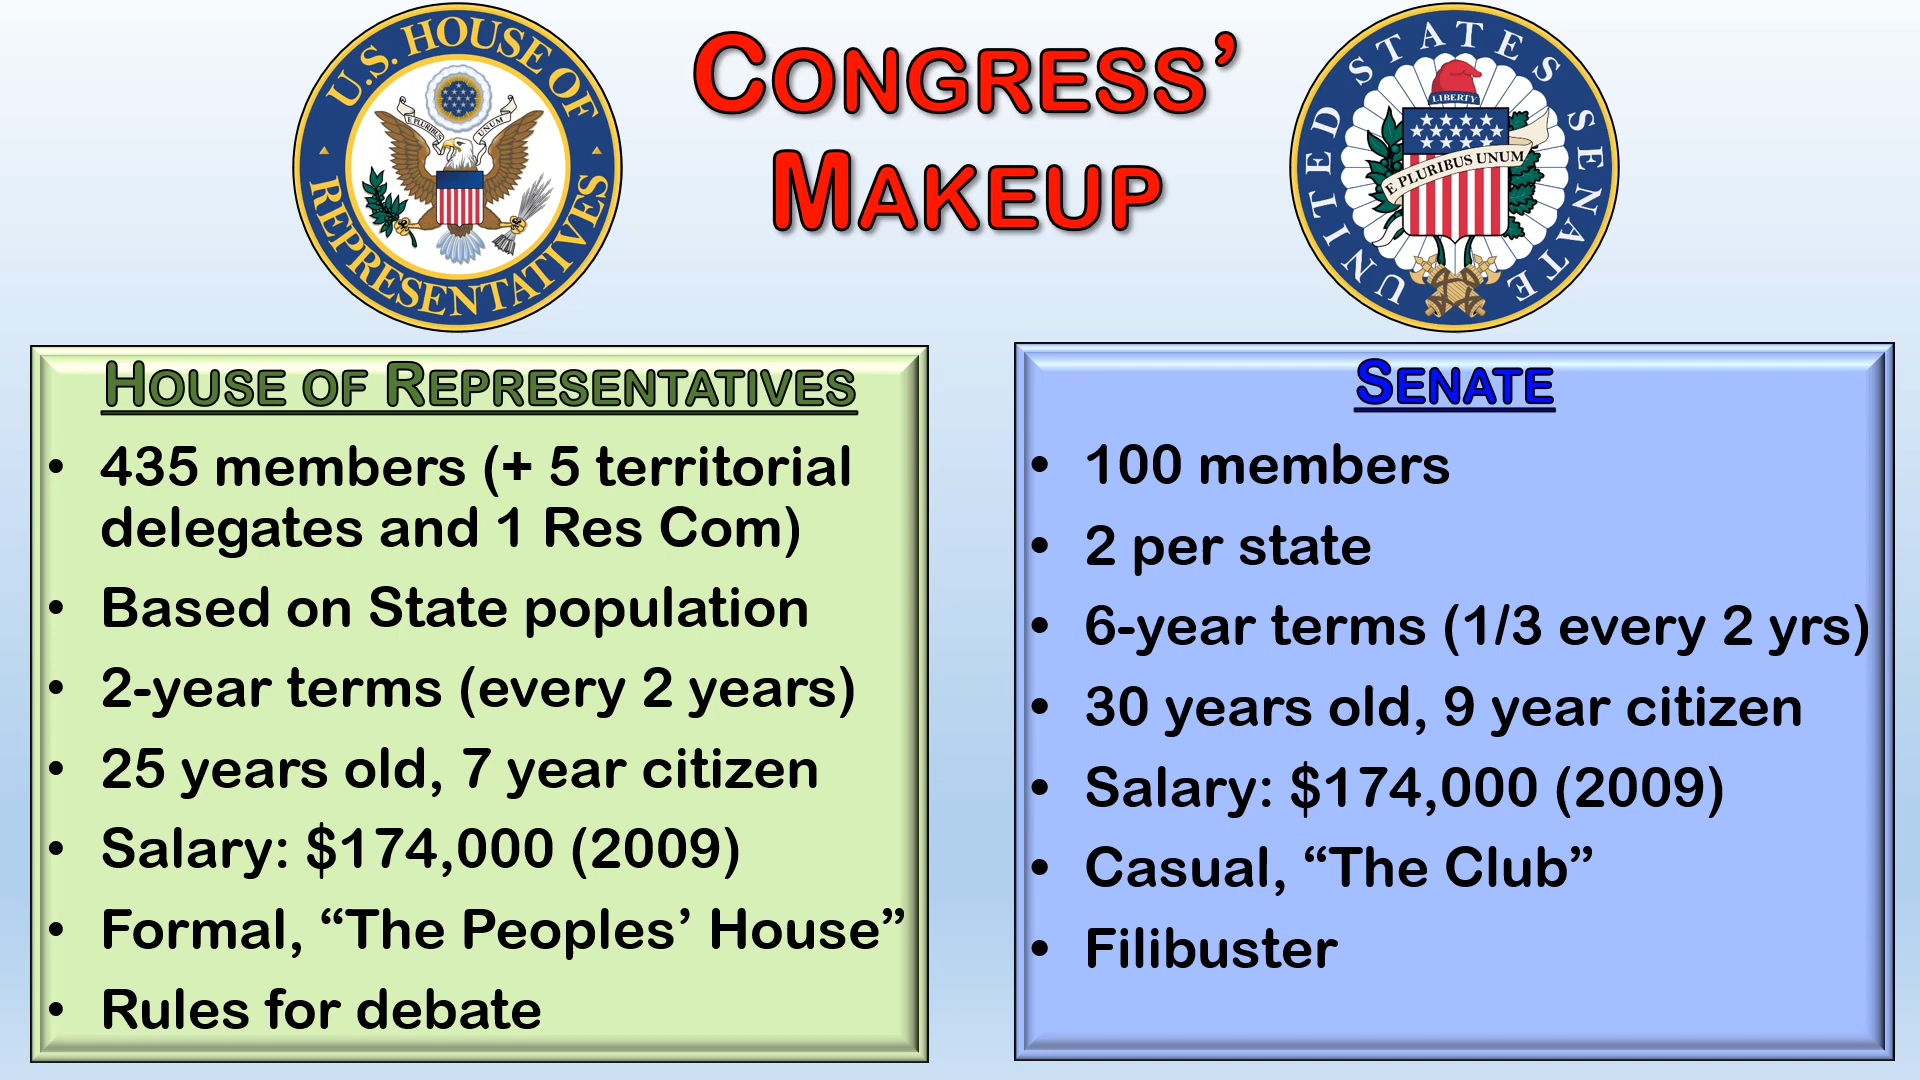 U.S. HOUSE OF
REPRESENTATIVES
E PLURIBUS UNUM
CONGRESS’
MAKEUP
UNITED STATES SENATE
LIBERTY
E PLURIBUS UNUM
HOUSE OF REPRESENTATIVES
• 435 members (+ 5 territorial
delegates and 1 Res Com)
• Based on State population
• 2-year terms (every 2 years)
• 25 years old, 7 year citizen
• Salary: $174,000 (2009)
• Formal, “The Peoples’ House”
• Rules for debate
SENATE
• 100 members
• 2 per state
• 6-year terms (1/3 every 2 yrs)
• 30 years old, 9 year citizen
• Salary: $174,000 (2009)
• Casual, “The Club”
• Filibuster